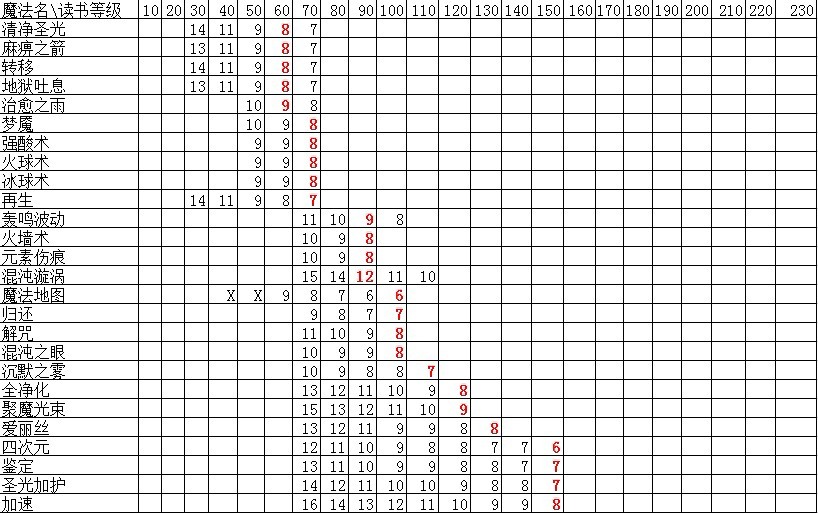 魔法名\读书等级 10 20 30 40 50 60 70 80 90 100 110 120 130 140 150 160 170 180 190 200 210 220 230
清净圣光 14 11 9 8 7
麻痹之箭 13 11 9 8 7
转移 14 11 9 8 7
地狱吐息 13 11 9 8 7
治愈之雨 10 9 8
梦魇 10 9 8
强酸术 9 9 8
火球术 9 9 8
冰球术 9 9 8
再生 14 11 9 8 7
轰鸣波动 11 10 9 8
火墙术 10 9 8
元素伤痕 10 9 8
混沌漩涡 15 14 12 11 10
魔法地图 X X 9 8 7 6 6
归还 9 8 7 7
解咒 11 10 9 8
混沌之眼 10 9 9 8
沉默之雾 10 9 8 8 7
全净化 13 12 11 10 9 8
聚魔光束 15 13 12 11 10 9
爱丽丝 13 12 11 9 9 8 8
四次元 12 11 10 9 8 8 7 7 6
鉴定 13 11 10 9 9 8 8 7 7
圣光加护 14 12 11 10 10 9 8 8 7
加速 16 14 13 12 11 10 9 9 8